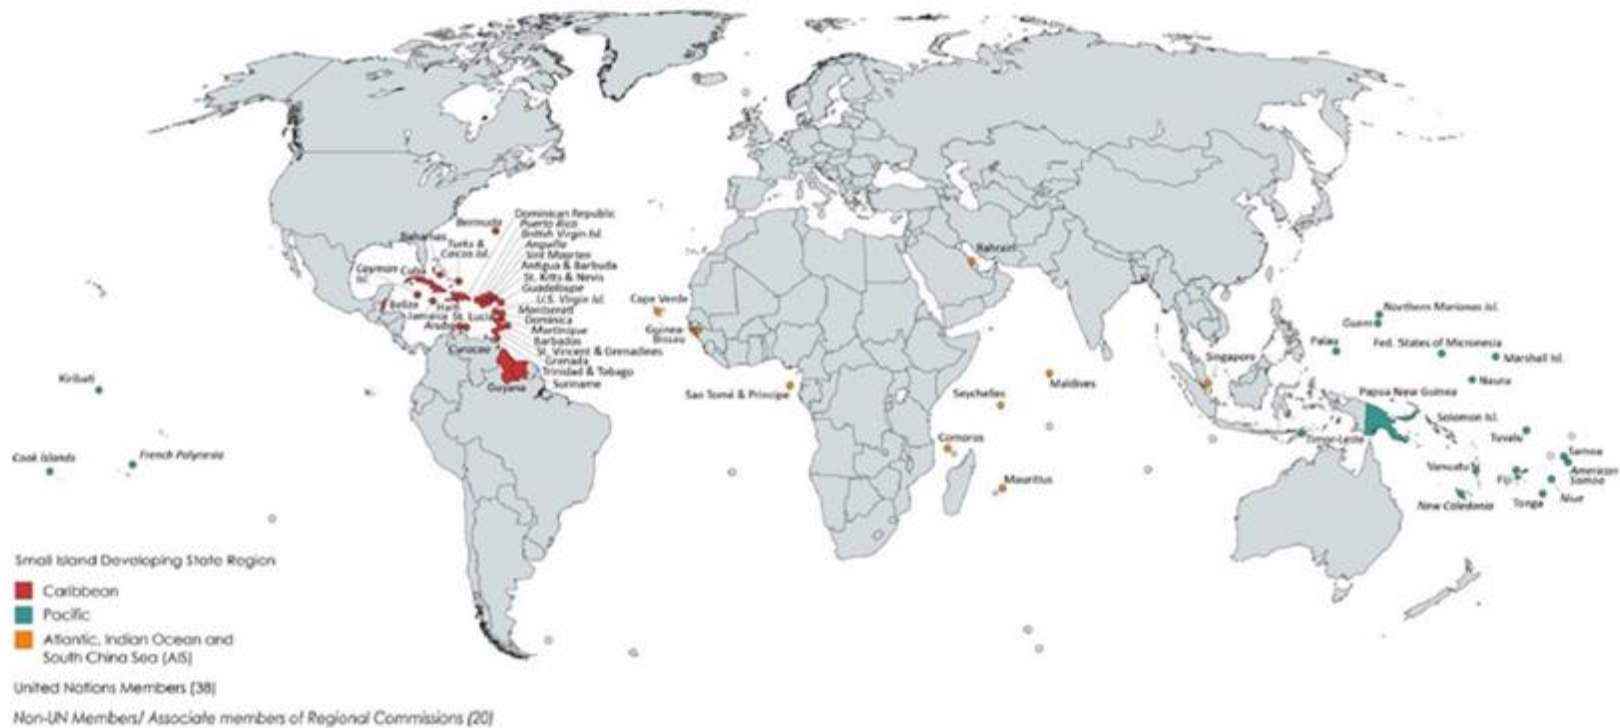 Bermuda
Dominican Republic
Puerto Rico
British Virgin Isl.
Anguilla
Sint Maarten
Antigua & Barbuda
St. Kitts & Nevis
Guadeloupe
U.S. Virgin Isl.
Montserrat
Dominica
Martinique
Barbados
St. Vincent & Grenadines
Grenada
Trinidad & Tobago
Suriname
Bahamas
Turks &
Caicos Isl.
Cayman
Isl.
Cuba
Belize
Haiti
Jamaica
St. Lucia
Aruba
Curacao
Guyana
Cape Verde
Guinea-
Bissau
Sao Tomé & Principe
Bahrain
Seychelles
Maldives
Comoros
Mauritius
Singapore
Timor-Leste
Papua New Guinea
Palau
Guam
Northern Marianas Isl.
Fed. States of Micronesia
Marshall Isl.
Nauru
Solomon Isl.
Tuvalu
Vanuatu
Fiji
Samoa
American
Samoa
Niue
Tonga
New Caledonia
Kiribati
Cook Islands
French Polynesia
Small Island Developing State Region
Caribbean
Pacific
Atlantic, Indian Ocean and
South China Sea (AIS)
United Nations Members (38)
Non-UN Members/ Associate members of Regional Commissions (20)